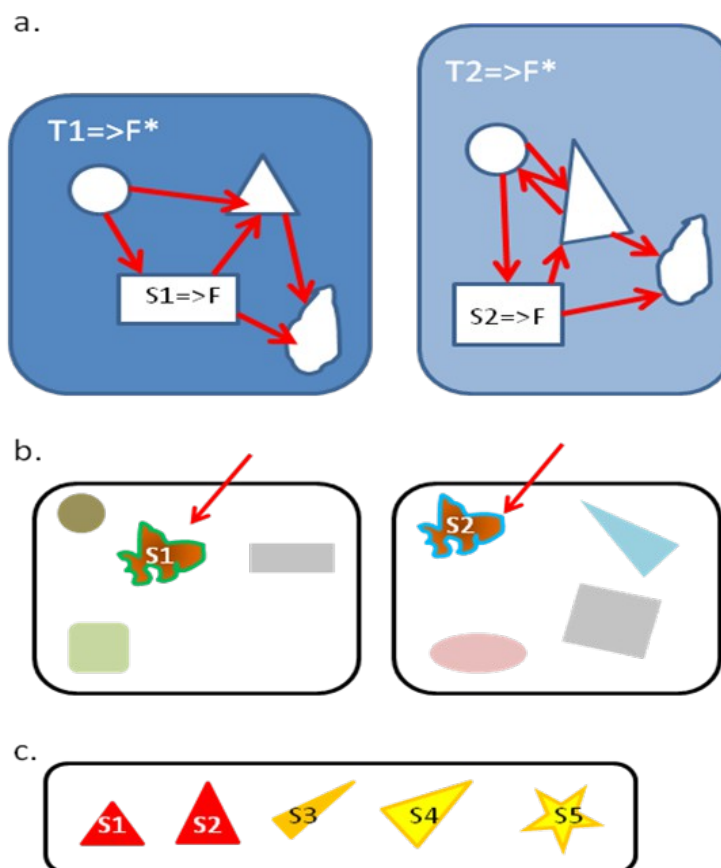 a.
T1=>F*
T2=>F*
S1=>F
S2=>F
b.
S1
S2
c.
S1 S2 S3 S4 S5